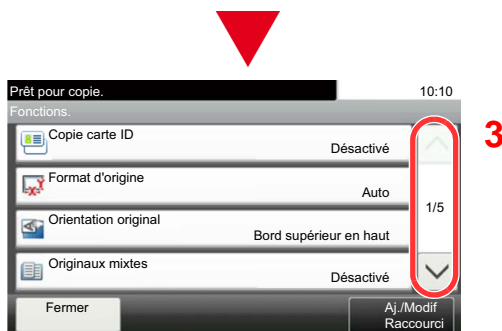 Prêt pour copie. 10:10
Fonctions.
Copie carte ID
Désactivé
3
Format d'origine
Auto
1/5
Orientation original
Bord supérieur en haut
Originaux mixtes
Désactivé
Fermer
Aj./Modif
Raccourci